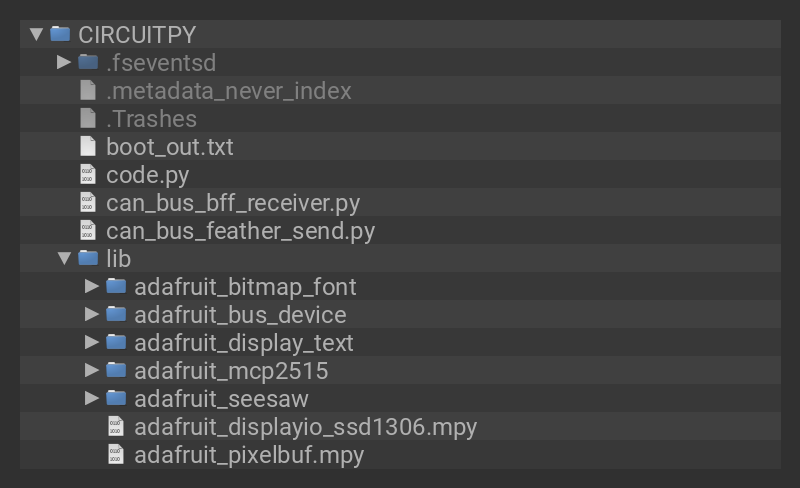 CIRCUITPY
.fseventsd
.metadata_never_index
.Trashes
boot_out.txt
code.py
can_bus_bff_receiver.py
can_bus_feather_send.py
lib
adafruit_bitmap_font
adafruit_bus_device
adafruit_display_text
adafruit_mcp2515
adafruit_seesaw
adafruit_displayio_ssd1306.mpy
adafruit_pixelbuf.mpy